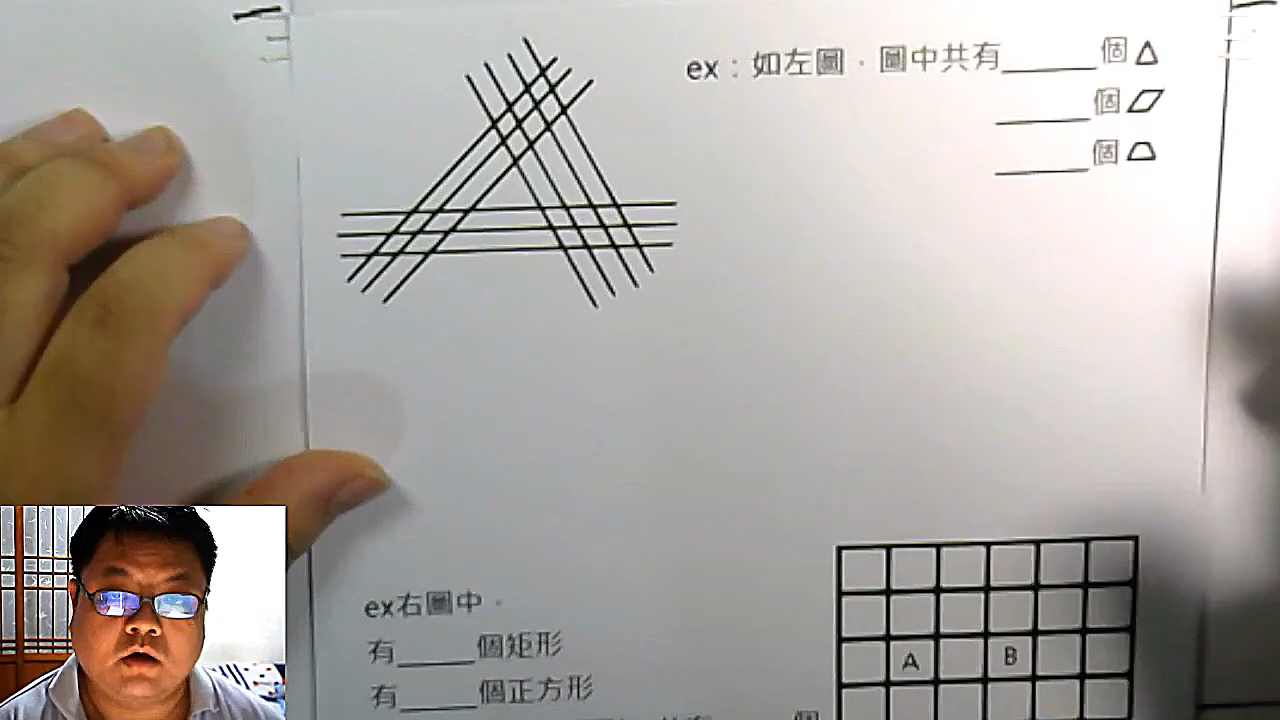 ex：如左圖，圖中共有______個△
______個▱
______個⏢
ex右圖中，
有_____個矩形
有_____個正方形
A B
個